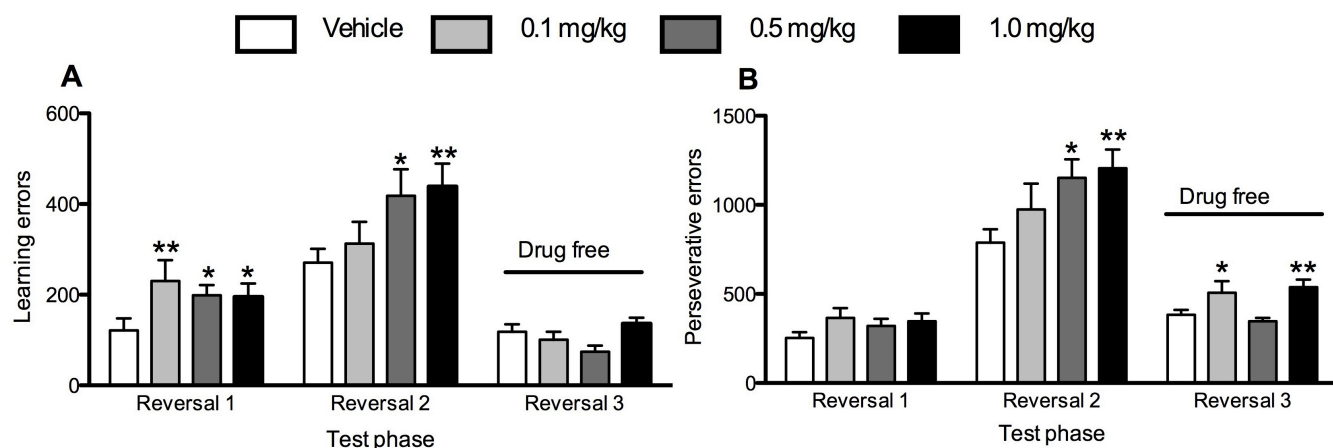 Vehicle 0.1 mg/kg 0.5 mg/kg 1.0 mg/kg
A
Learning errors
600
400
200
0
** * *
* **
Drug free
Reversal 1 Reversal 2 Reversal 3
Test phase
B
Perseverative errors
1500
1000
500
0
* **
Drug free
* **
Reversal 1 Reversal 2 Reversal 3
Test phase